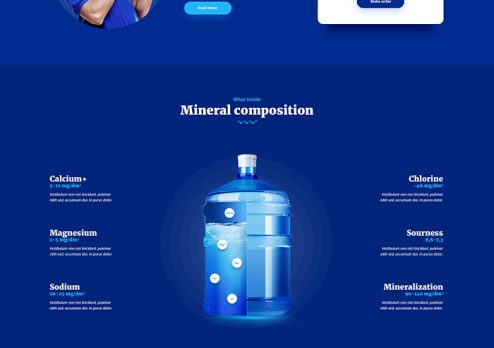 Read more
Make order
What inside
Mineral composition
Calcium+
5-12 mg/dm³
Vestibulum non nisi tincidunt, pulvinar
nibh sed, accumsan dui. In purus dolor.
Magnesium
2-5 mg/dm³
Vestibulum non nisi tincidunt, pulvinar
nibh sed, accumsan dui. In purus dolor.
Sodium
20-25 mg/dm³
Vestibulum non nisi tincidunt, pulvinar
nibh sed, accumsan dui. In purus dolor.
Chlorine
~40 mg/dm³
Vestibulum non nisi tincidunt, pulvinar
nibh sed, accumsan dui. In purus dolor.
Sourness
6,8-7,3
Vestibulum non nisi tincidunt, pulvinar
nibh sed, accumsan dui. In purus dolor.
Mineralization
90-140 mg/dm³
Vestibulum non nisi tincidunt, pulvinar
nibh sed, accumsan dui. In purus dolor.